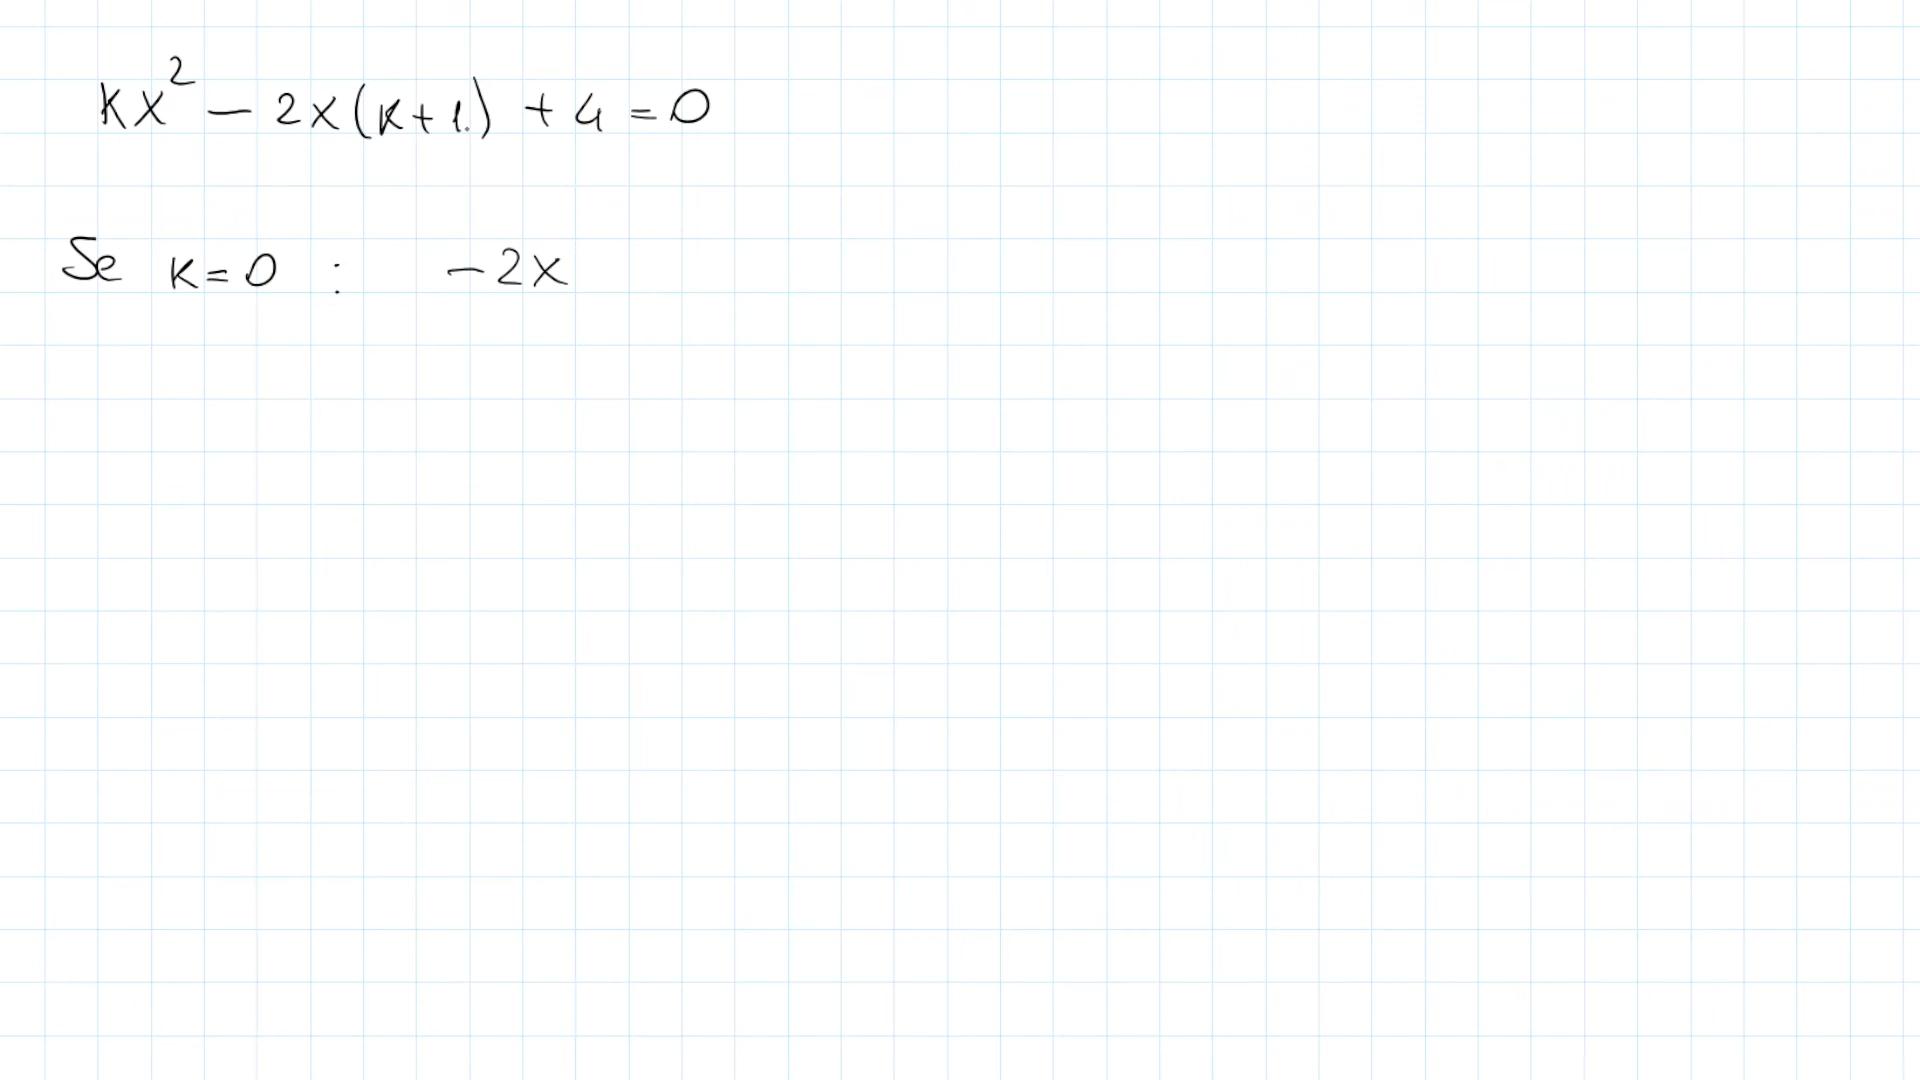 Kx² - 2x(K+1) + 4 = 0
Se K=0 : -2x